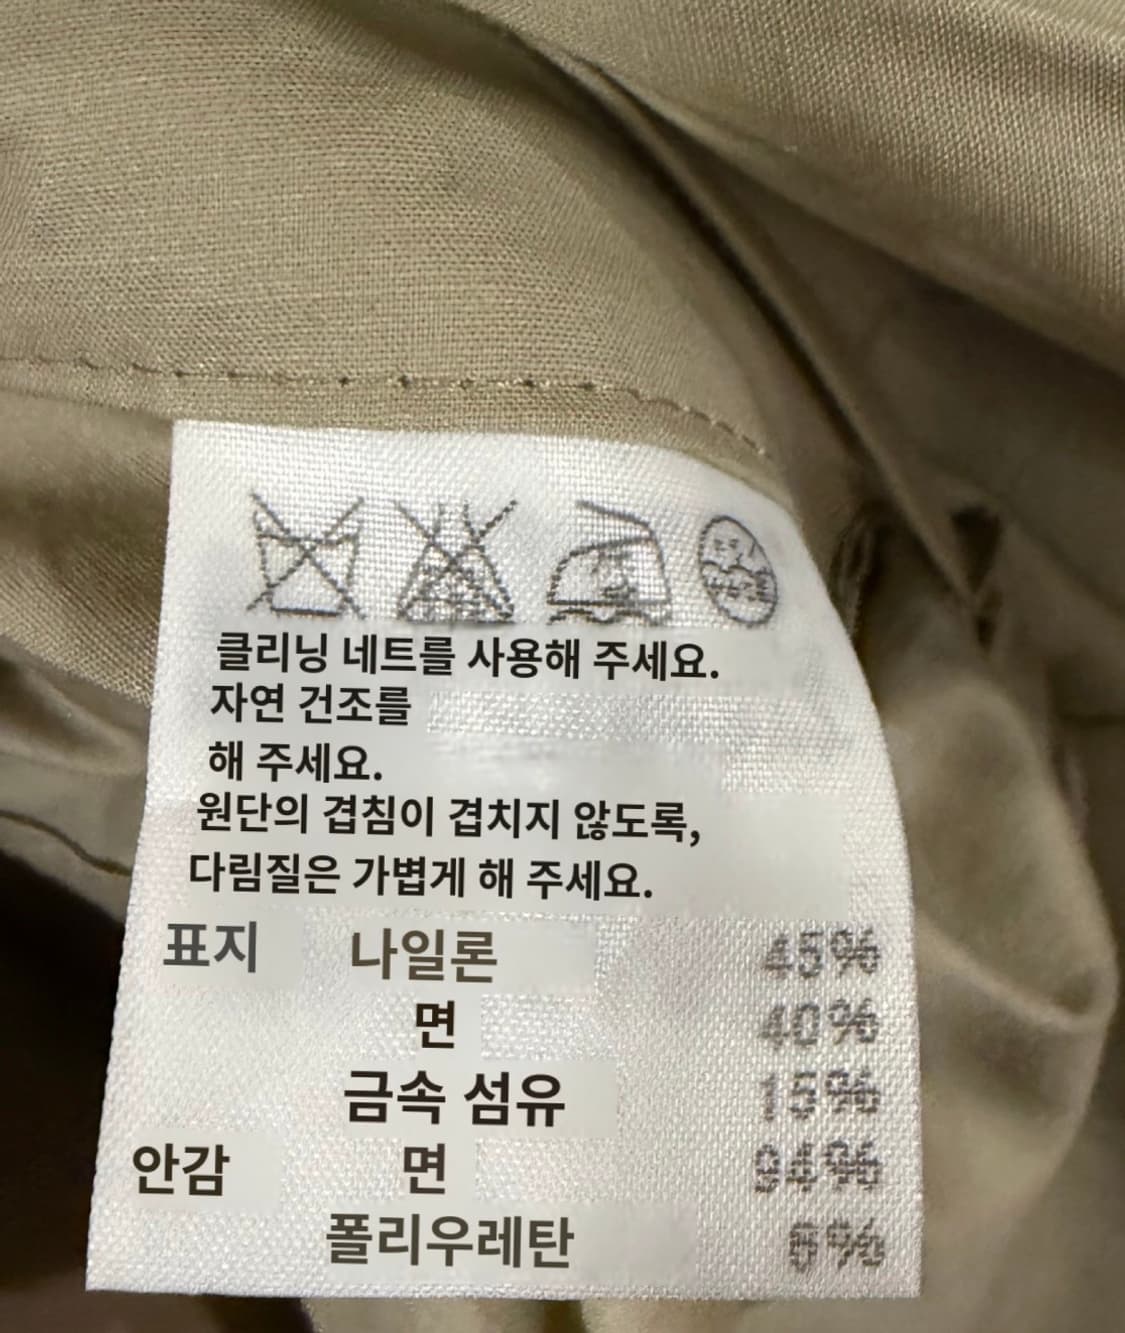 클리닝 네트를 사용해 주세요.
자연 건조를
해 주세요.
원단의 겹침이 겹치지 않도록,
다림질은 가볍게 해 주세요.
표지 나일론 45%
면 40%
금속 섬유 15%
안감 면
폴리우레탄